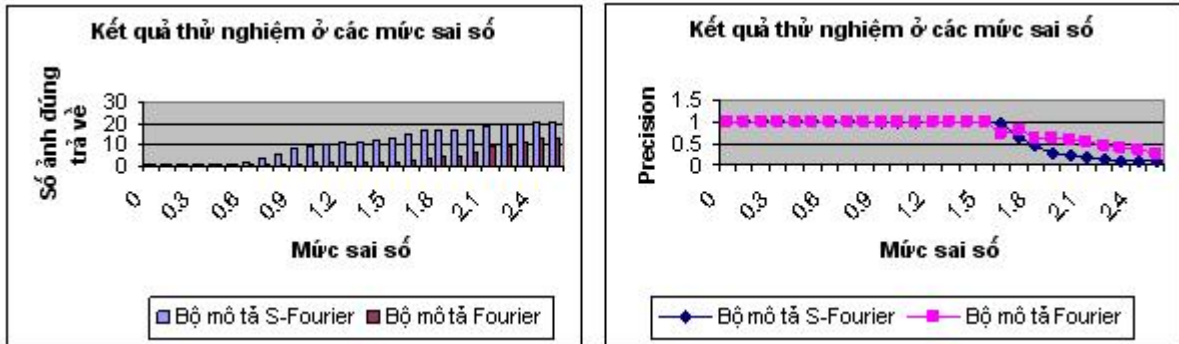 Kết quả thử nghiệm ở các mức sai số
Số ảnh đúng
trả về
30
20
10
0
0
0.3
0.6
0.9
1.2
1.5
1.8
2.1
2.4
Mức sai số
Bộ mô tả S-Fourier
Bộ mô tả Fourier
Kết quả thử nghiệm ở các mức sai số
Precision
1.5
1
0.5
0
0
0.3
0.6
0.9
1.2
1.5
1.8
2.1
2.4
Mức sai số
Bộ mô tả S-Fourier
Bộ mô tả Fourier